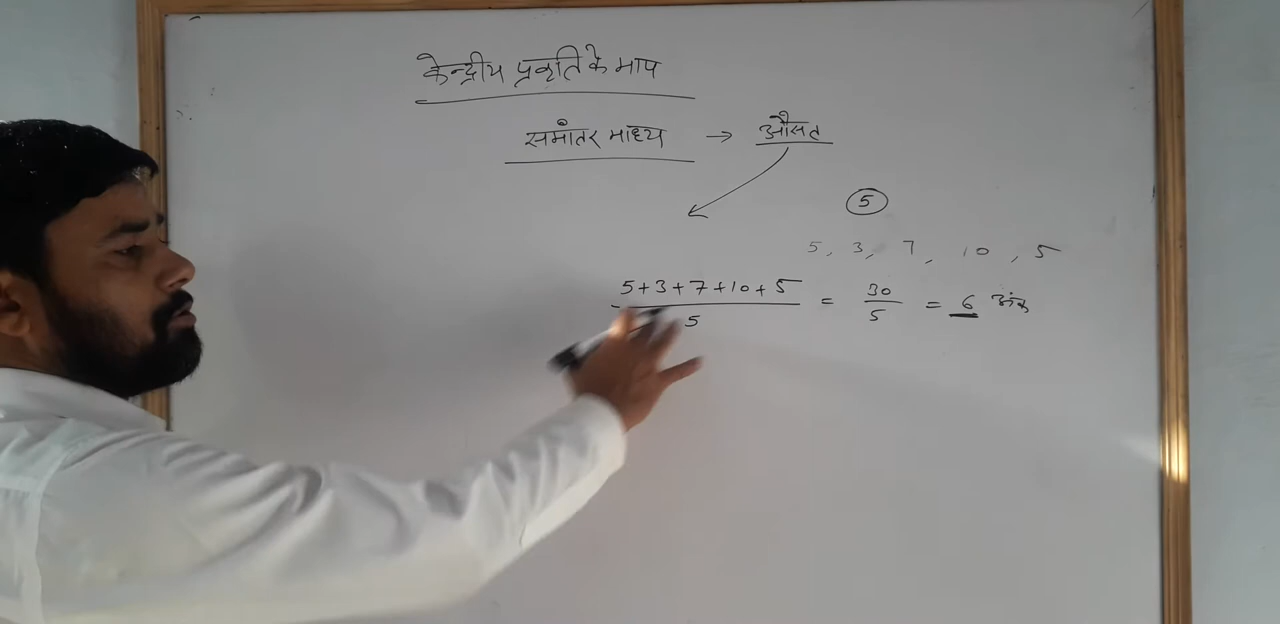 केन्द्रीय प्रवृति के माप
समांतर माध्य → औसत
5
5, 3, 7, 10, 5
5+3+7+10+5 / 5 = 30 / 5 = 6 अंक